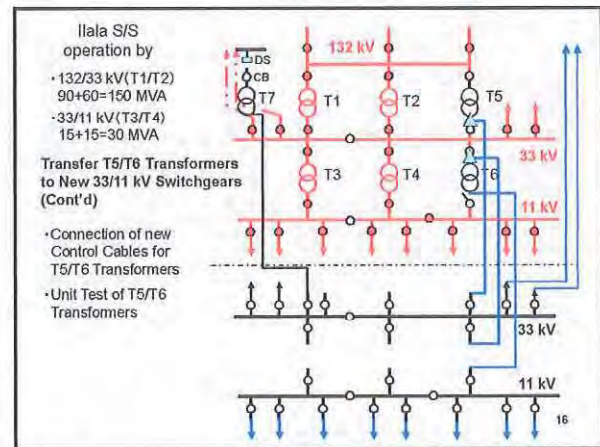 Ilala S/S
operation by
・132/33 kV(T1/T2)
90+60=150 MVA
・33/11 kV(T3/T4)
15+15=30 MVA
Transfer T5/T6 Transformers
to New 33/11 kV Switchgears
(Cont'd)
・Connection of new
Control Cables for
T5/T6 Transformers
・Unit Test of T5/T6
Transformers
132 kV
DS
CB
T7
T1
T2
T5
33 kV
T3
T4
T6
11 kV
33 kV
11 kV
16